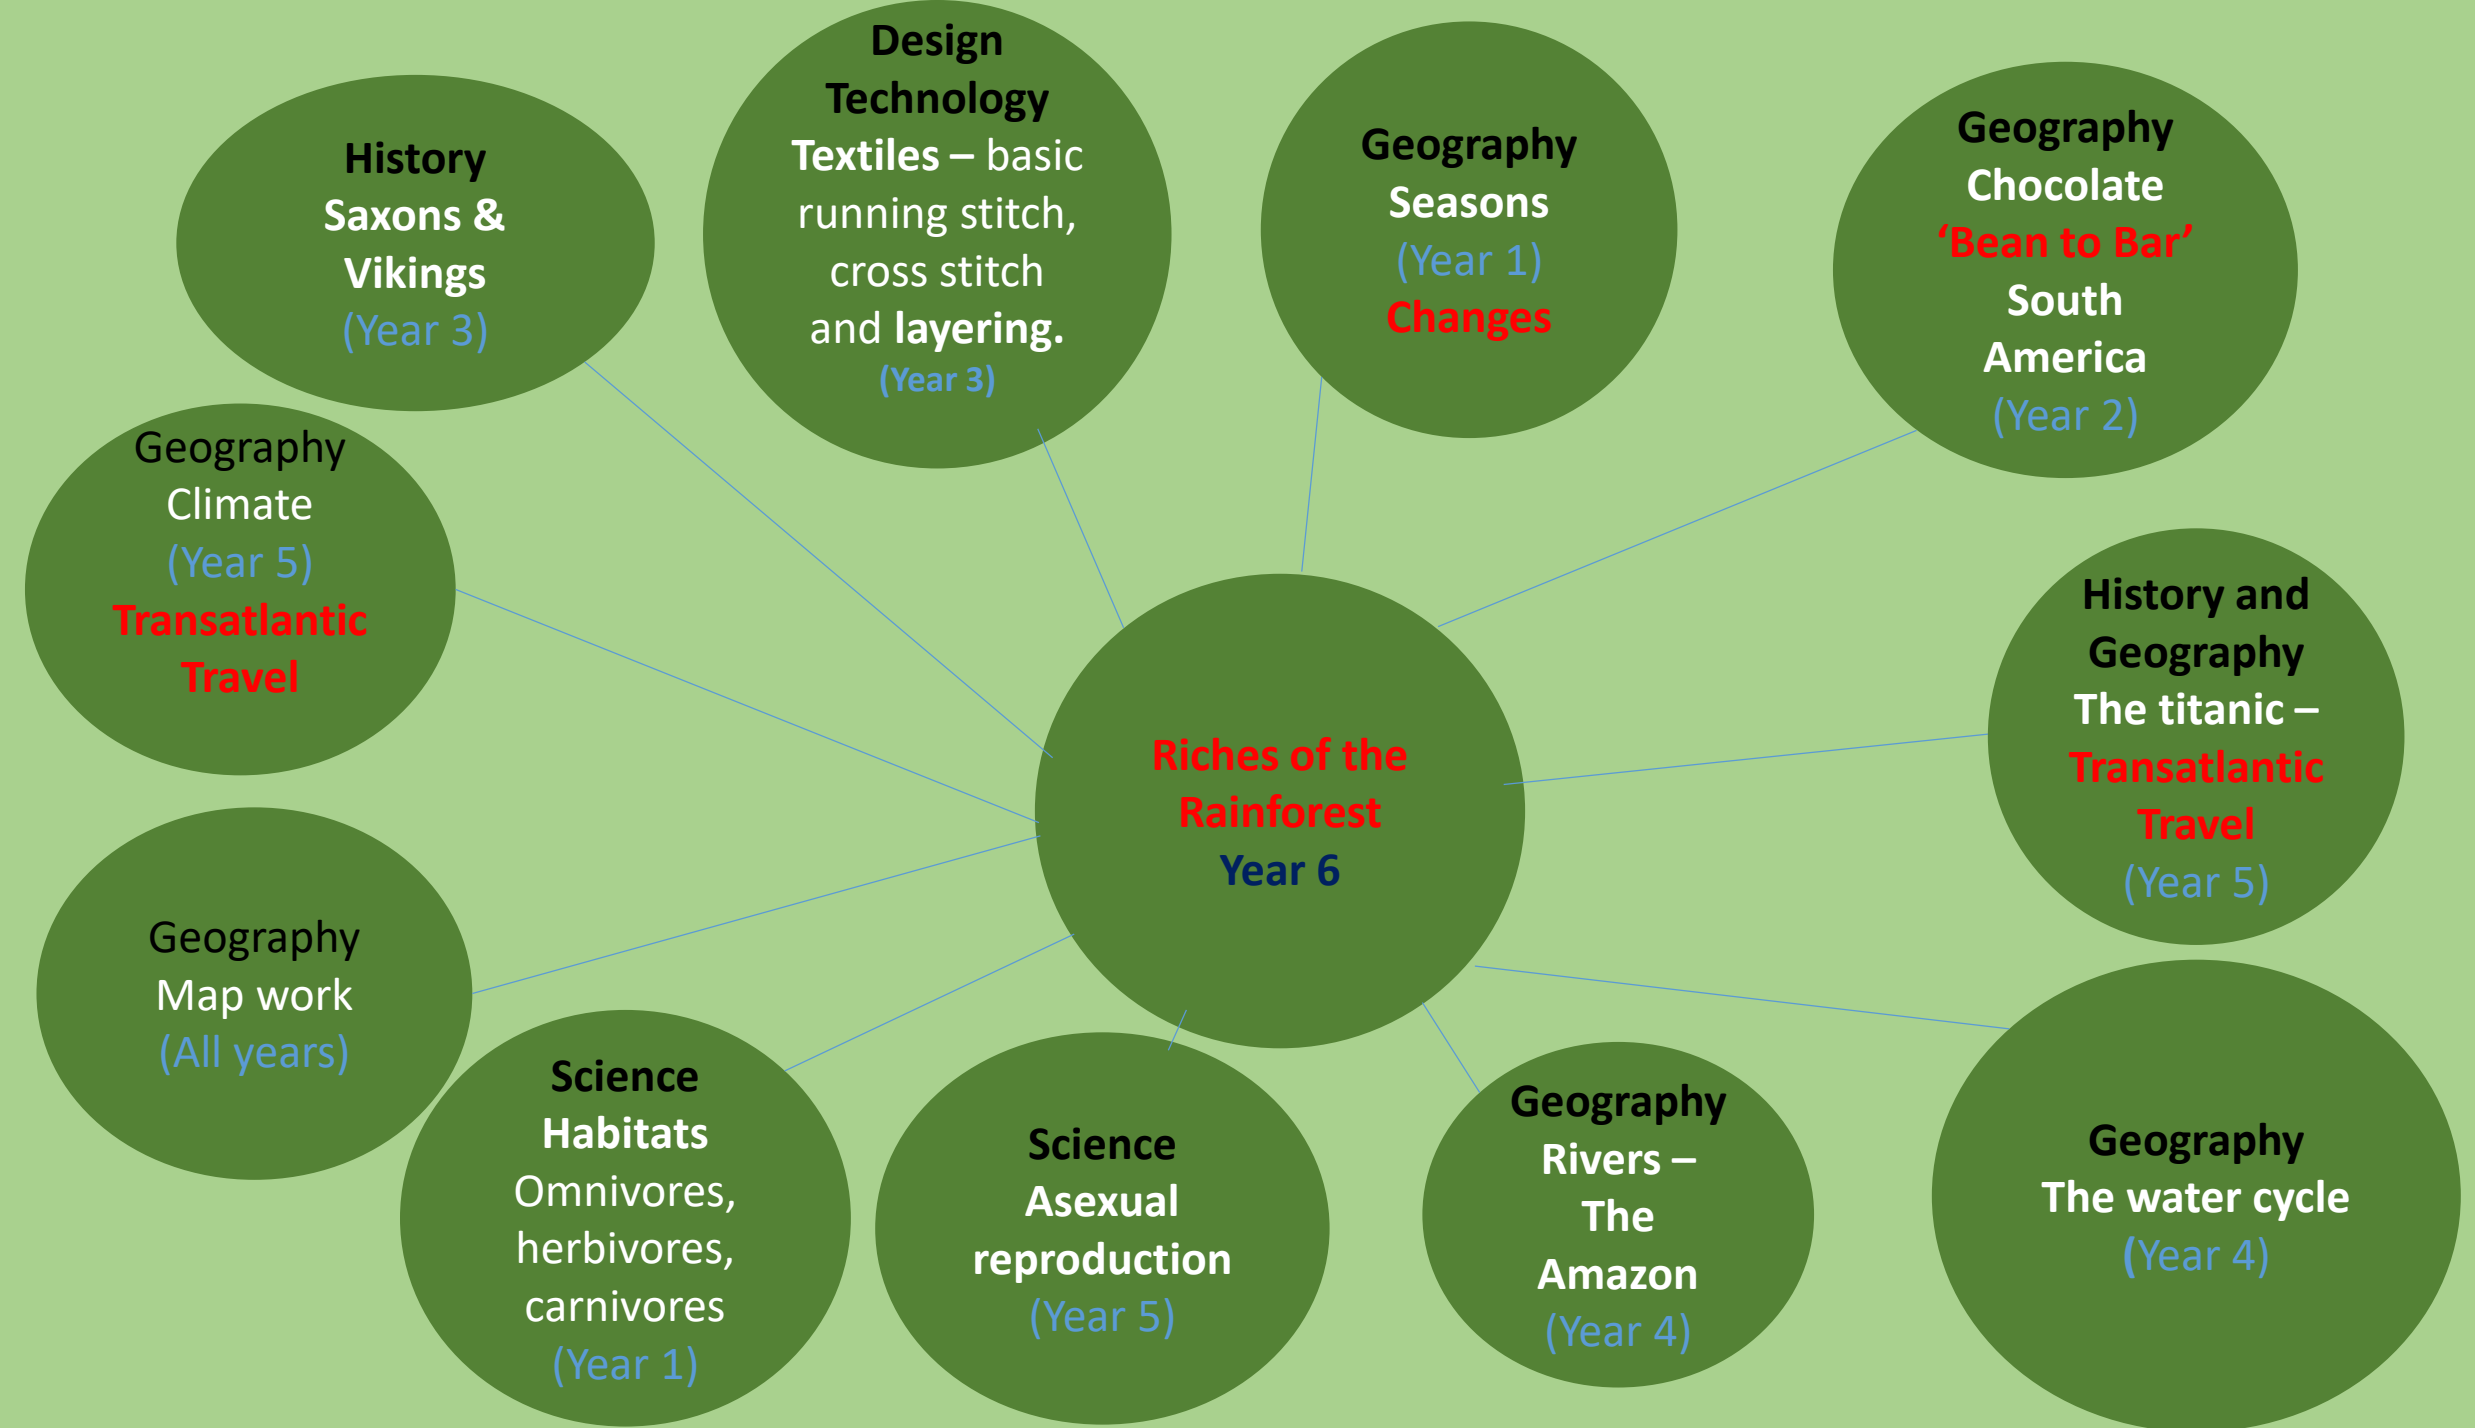 History
Saxons &
Vikings
(Year 3)
Design
Technology
Textiles – basic
running stitch,
cross stitch
and layering.
(Year 3)
Geography
Seasons
(Year 1)
Changes
Geography
Chocolate
‘Bean to Bar’
South
America
(Year 2)
Geography
Climate
(Year 5)
Transatlantic
Travel
Riches of the
Rainforest
Year 6
History and
Geography
The titanic –
Transatlantic
Travel
(Year 5)
Geography
Map work
(All years)
Science
Habitats
Omnivores,
herbivores,
carnivores
(Year 1)
Science
Asexual
reproduction
(Year 5)
Geography
Rivers –
The
Amazon
(Year 4)
Geography
The water cycle
(Year 4)